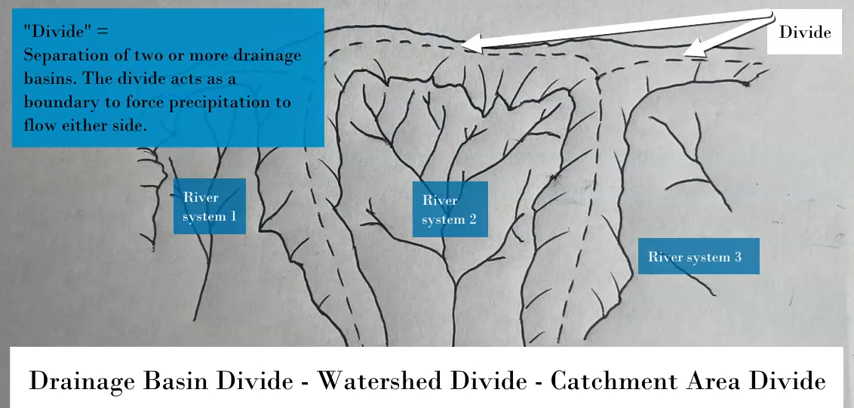 "Divide" =
Separation of two or more drainage
basins. The divide acts as a
boundary to force precipitation to
flow either side.
Divide
River
system 1
River
system 2
River system 3
Drainage Basin Divide - Watershed Divide - Catchment Area Divide